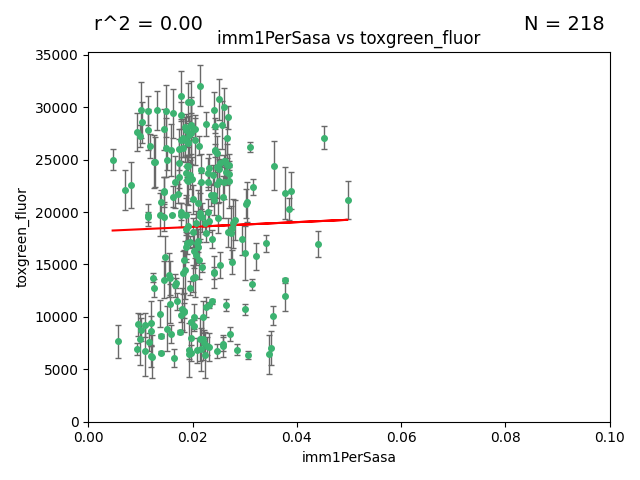 r^2 = 0.00
N = 218
imm1PerSasa vs toxgreen_fluor
35000
30000
25000
20000
15000
10000
5000
0
toxgreen_fluor
0.00
0.02
0.04
0.06
0.08
0.10
imm1PerSasa